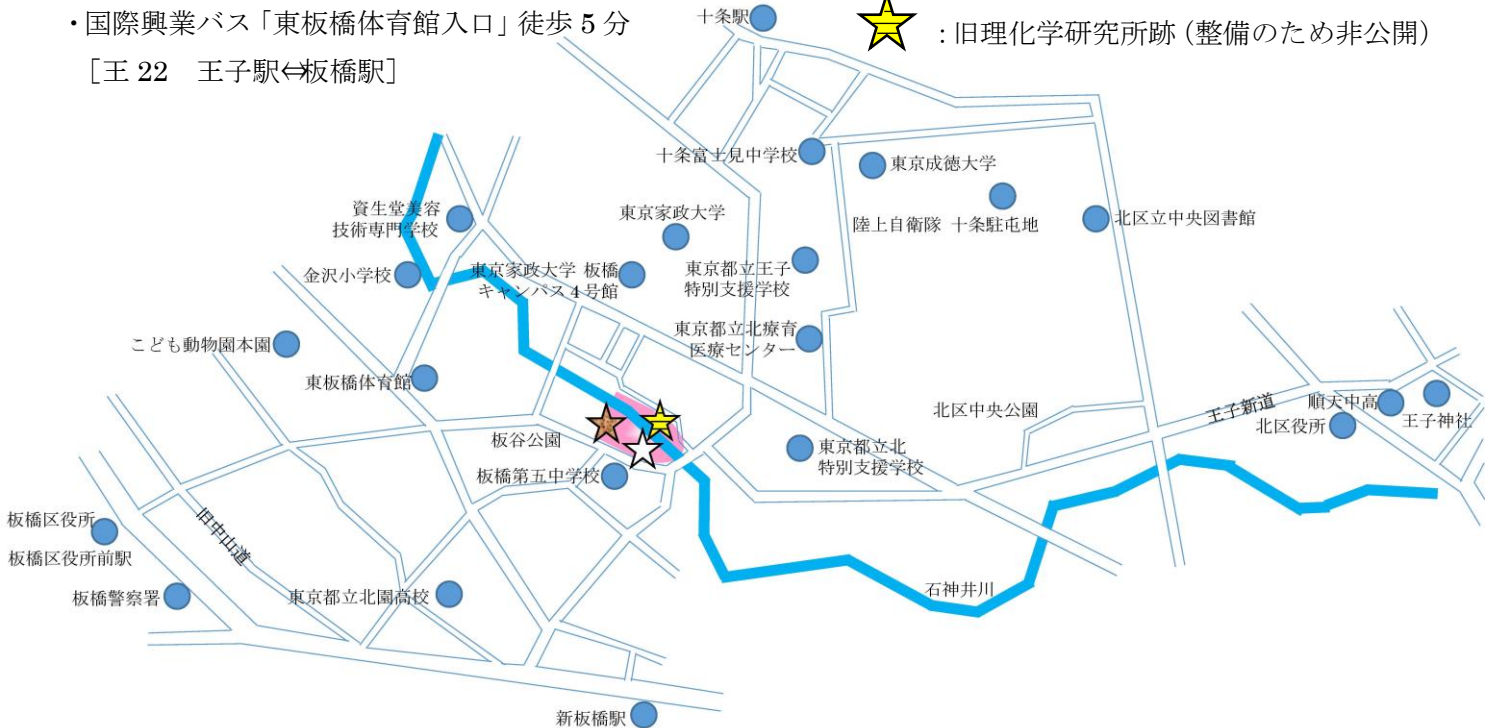 ・国際興業バス「東板橋体育館入口」徒歩 5 分
［王 22　王子駅⇔板橋駅］
：旧理化学研究所跡（整備のため非公開）
十条駅
十条富士見中学校
東京成徳大学
陸上自衛隊 十条駐屯地
北区立中央図書館
資生堂美容
技術専門学校
東京家政大学
金沢小学校
東京家政大学 板橋
キャンパス 4 号館
東京都立王子
特別支援学校
こども動物園本園
東京都立北療育
医療センター
東板橋体育館
北区中央公園
王子新道
順天中高
王子神社
北区役所
板谷公園
東京都立北
特別支援学校
板橋第五中学校
板橋区役所
板橋区役所前駅
旧中山道
板橋警察署
東京都立北園高校
石神井川
新板橋駅